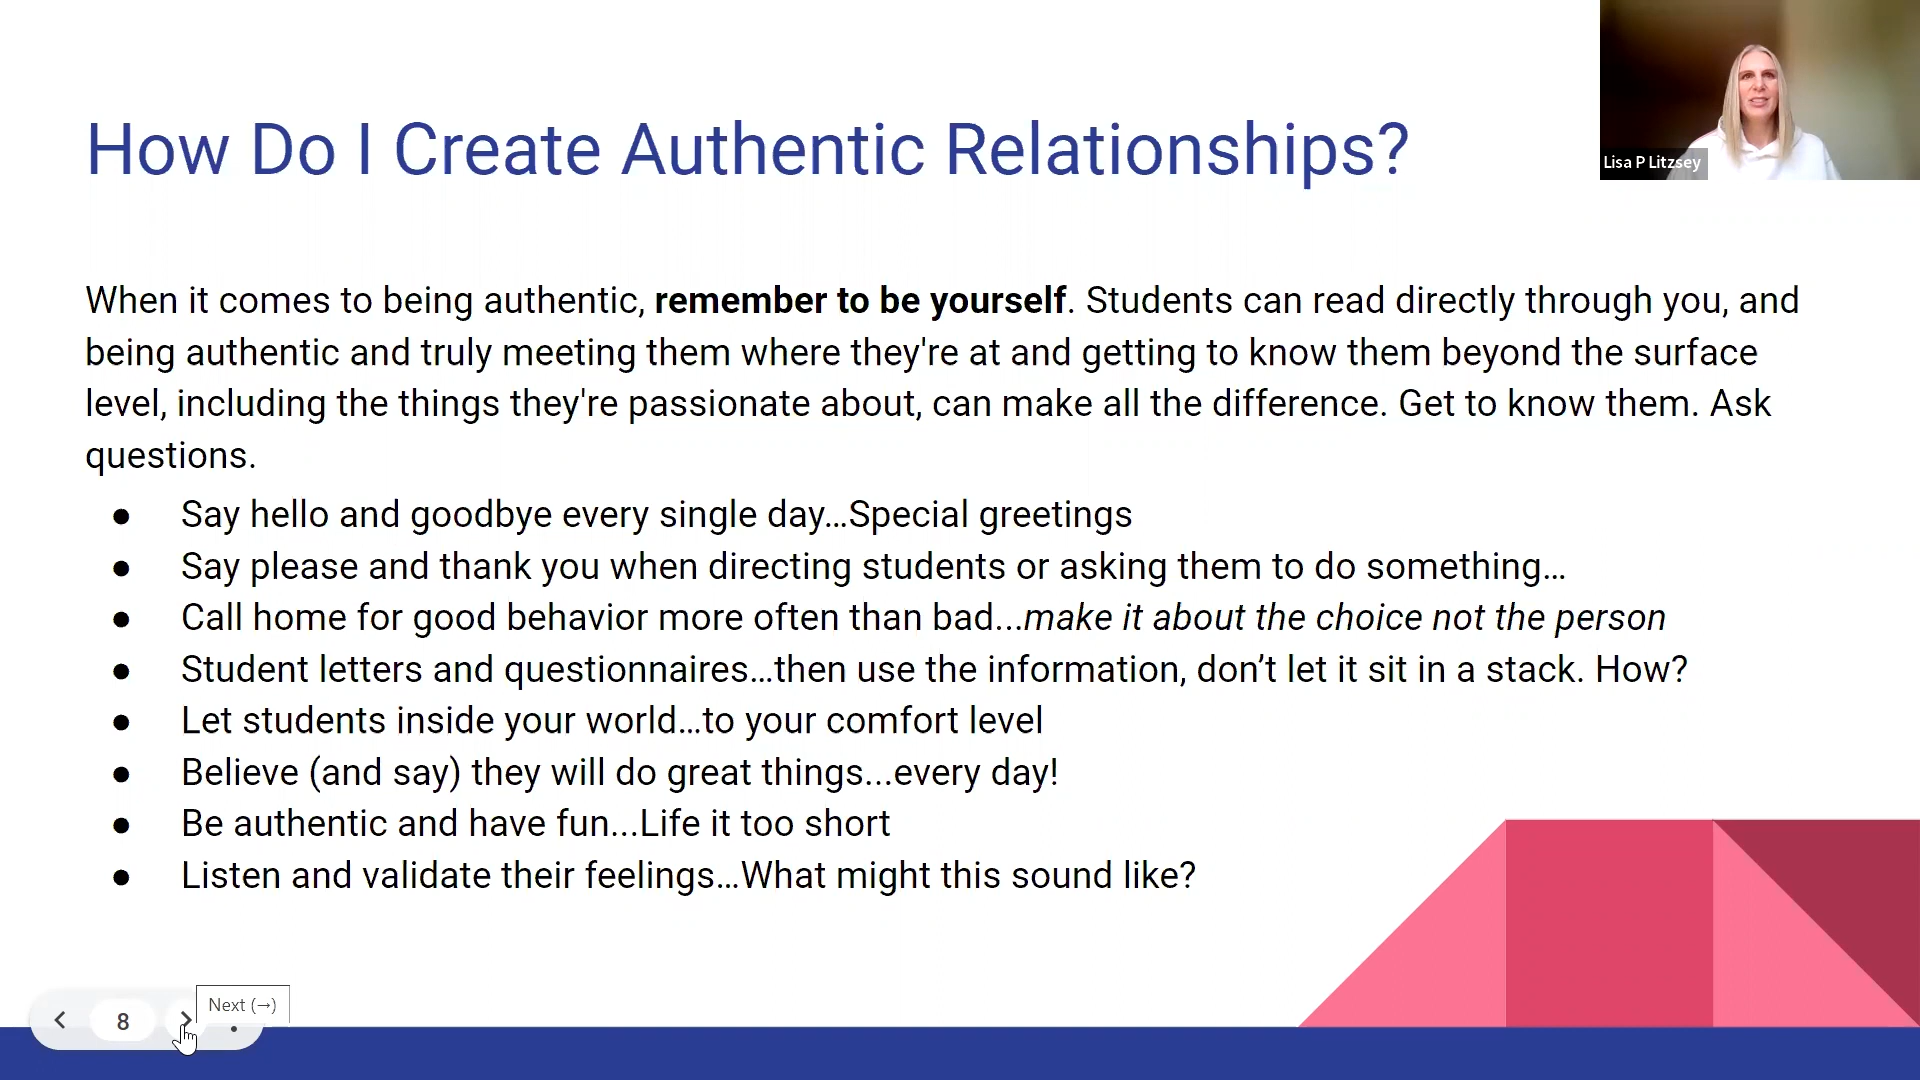 How Do I Create Authentic Relationships?
Lisa P Litzsey
When it comes to being authentic, remember to be yourself. Students can read directly through you, and
being authentic and truly meeting them where they're at and getting to know them beyond the surface
level, including the things they're passionate about, can make all the difference. Get to know them. Ask
questions.
● Say hello and goodbye every single day…Special greetings
● Say please and thank you when directing students or asking them to do something…
● Call home for good behavior more often than bad...make it about the choice not the person
● Student letters and questionnaires…then use the information, don’t let it sit in a stack. How?
● Let students inside your world…to your comfort level
● Believe (and say) they will do great things...every day!
● Be authentic and have fun...Life it too short
● Listen and validate their feelings…What might this sound like?
Next (→)
8